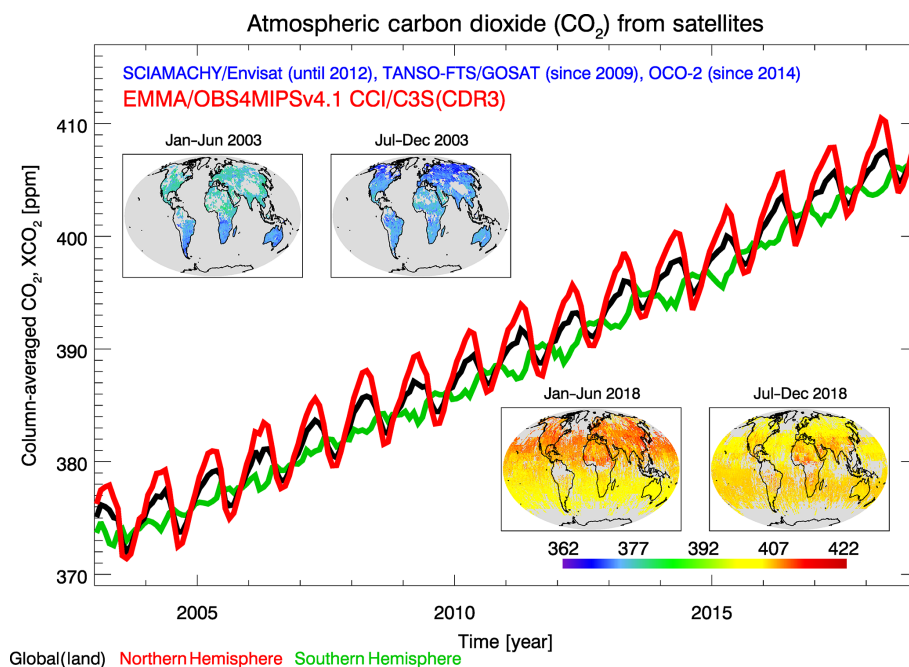 Atmospheric carbon dioxide (CO₂) from satellites
SCIAMACHY/Envisat (until 2012), TANSO-FTS/GOSAT (since 2009), OCO-2 (since 2014)
EMMA/OBS4MIPSv4.1 CCI/C3S(CDR3)
Jan-Jun 2003
Jul-Dec 2003
Column-averaged CO₂, XCO₂ [ppm]
410
400
390
380
370
Jan-Jun 2018
Jul-Dec 2018
362 377 392 407 422
2005 2010 2015
Time [year]
Global(land) Northern Hemisphere Southern Hemisphere